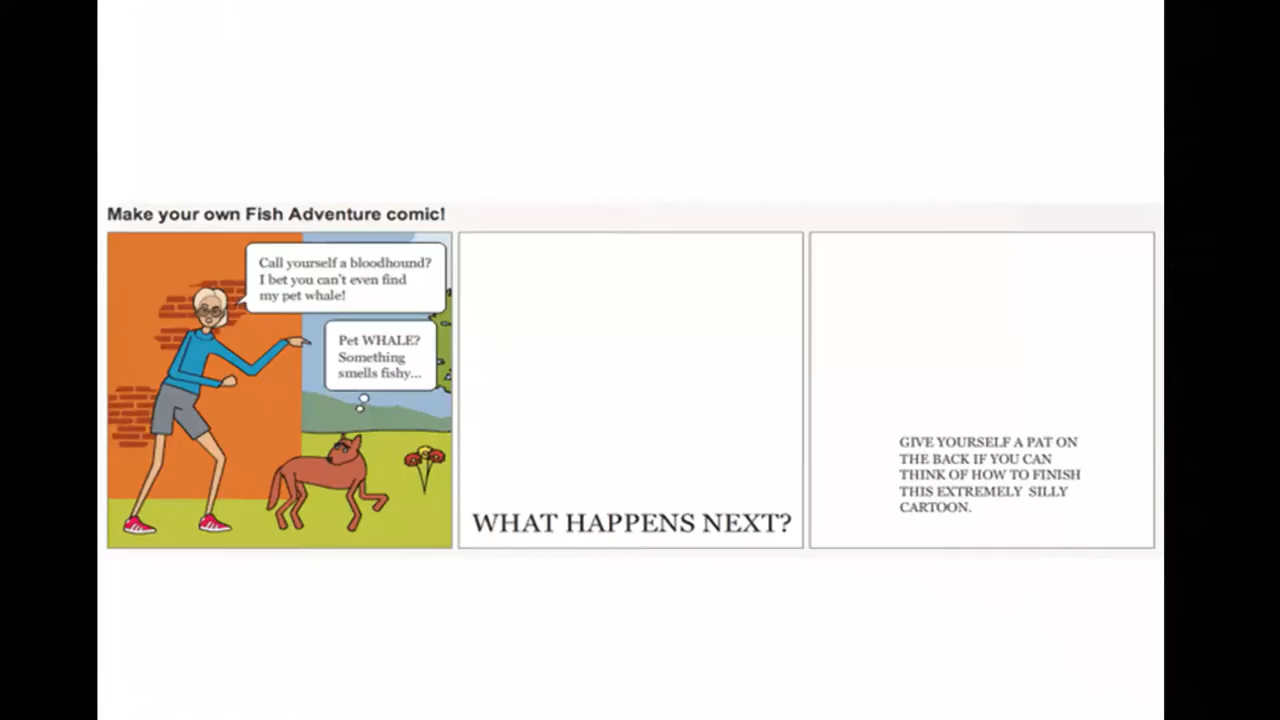 Make your own Fish Adventure comic!
Call yourself a bloodhound?
I bet you can't even find
my pet whale!
Pet WHALE?
Something
smells fishy...
WHAT HAPPENS NEXT?
GIVE YOURSELF A PAT ON
THE BACK IF YOU CAN
THINK OF HOW TO FINISH
THIS EXTREMELY SILLY
CARTOON.